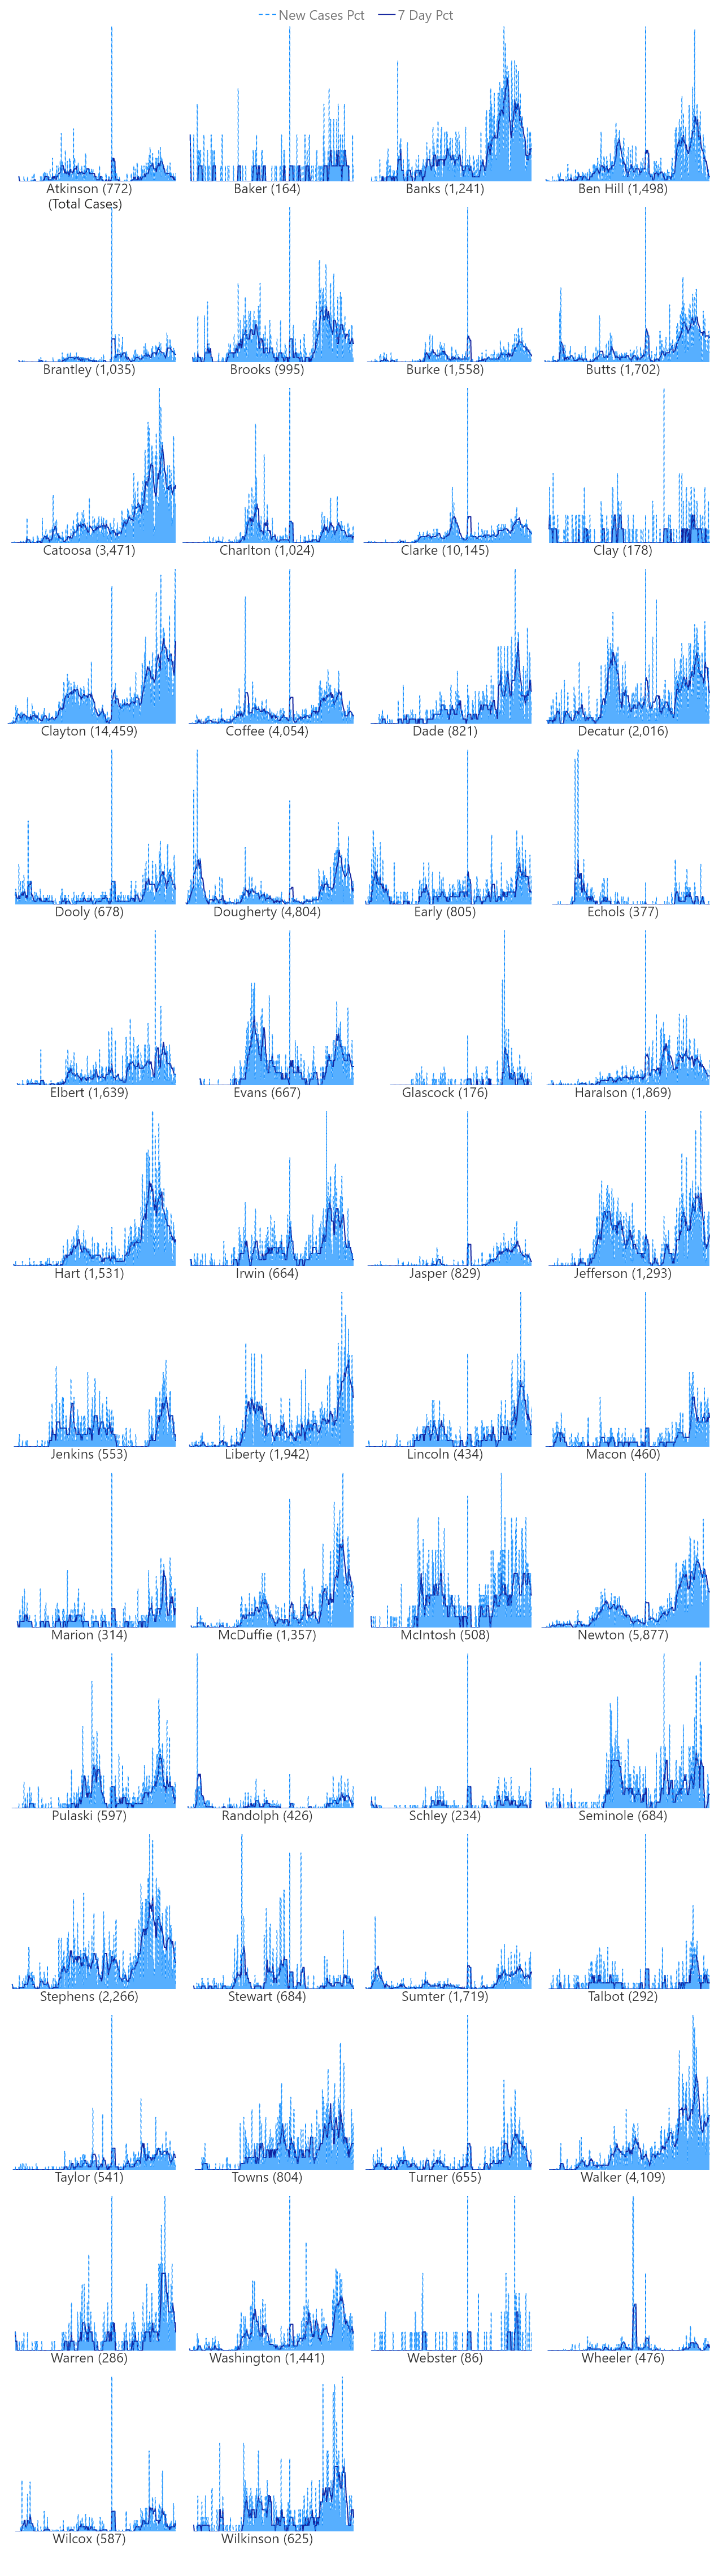 New Cases Pct 7 Day Pct
Atkinson (772) Baker (164) Banks (1,241) Ben Hill (1,498)
(Total Cases)
Brantley (1,035) Brooks (995) Burke (1,558) Butts (1,702)
Catoosa (3,471) Charlton (1,024) Clarke (10,145) Clay (178)
Clayton (14,459) Coffee (4,054) Dade (821) Decatur (2,016)
Dooly (678) Dougherty (4,804) Early (805) Echols (377)
Elbert (1,639) Evans (667) Glascock (176) Haralson (1,869)
Hart (1,531) Irwin (664) Jasper (829) Jefferson (1,293)
Jenkins (553) Liberty (1,942) Lincoln (434) Macon (460)
Marion (314) McDuffie (1,357) McIntosh (508) Newton (5,877)
Pulaski (597) Randolph (426) Schley (234) Seminole (684)
Stephens (2,266) Stewart (684) Sumter (1,719) Talbot (292)
Taylor (541) Towns (804) Turner (655) Walker (4,109)
Warren (286) Washington (1,441) Webster (86) Wheeler (476)
Wilcox (587) Wilkinson (625)